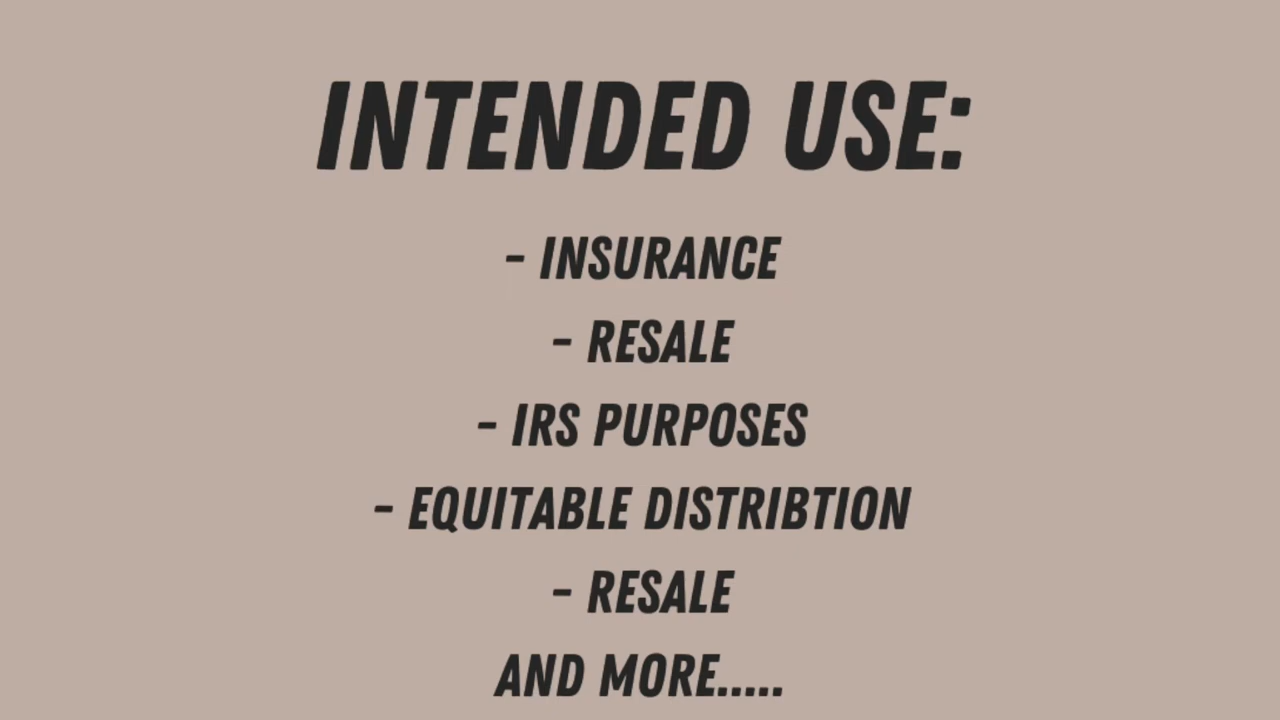 INTENDED USE:
- INSURANCE
- RESALE
- IRS PURPOSES
- EQUITABLE DISTRIBTION
- RESALE
AND MORE.....